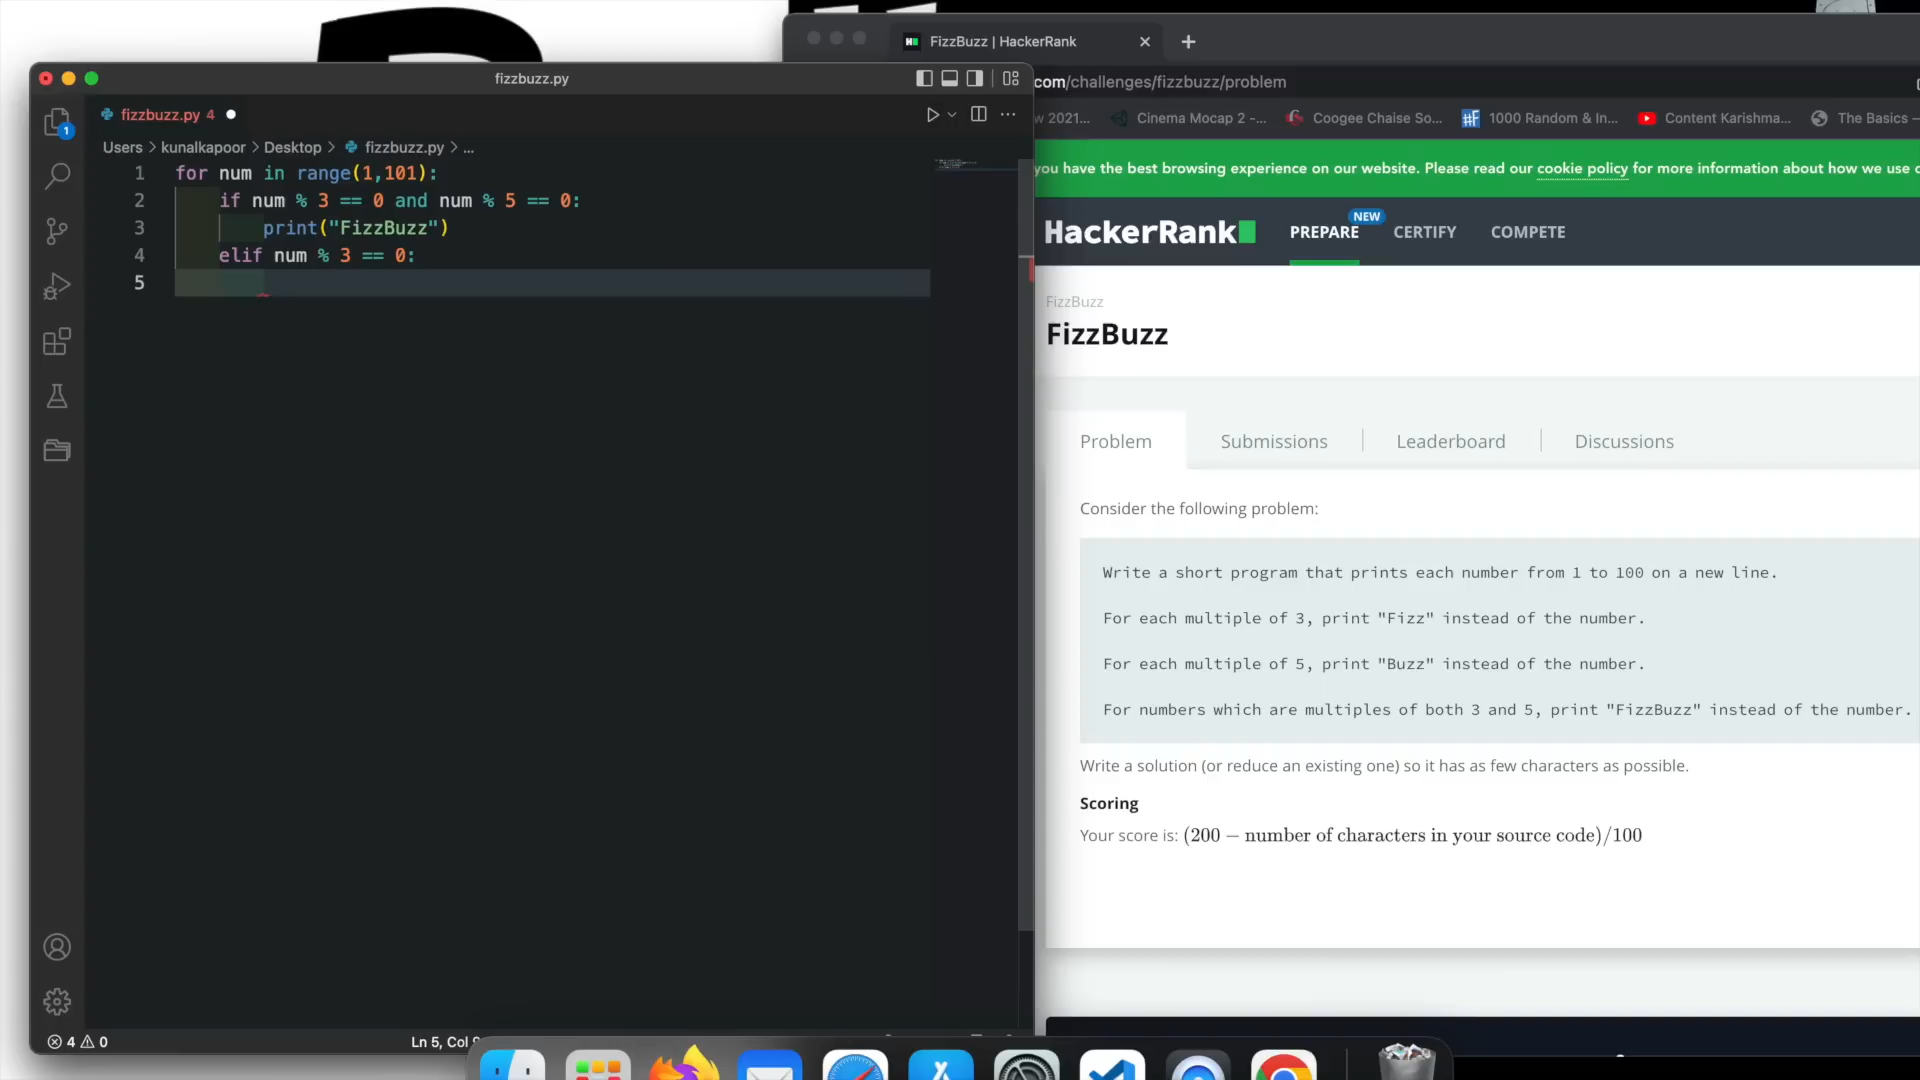 fizzbuzz.py
fizzbuzz.py 4
1
Users > kunalkapoor > Desktop > fizzbuzz.py > ...
1 for num in range(1,101):
2 if num % 3 == 0 and num % 5 == 0:
3 print("FizzBuzz")
4 elif num % 3 == 0:
5
4 0
Ln 5, Col
FizzBuzz | HackerRank
com/challenges/fizzbuzz/problem
w 2021...
Cinema Mocap 2 -...
Coogee Chaise So...
1000 Random & In...
Content Karishma...
The Basics –
you have the best browsing experience on our website. Please read our cookie policy for more information about how we use
HackerRank
PREPARE
NEW
CERTIFY
COMPETE
FizzBuzz
FizzBuzz
Problem
Submissions
Leaderboard
Discussions
Consider the following problem:
Write a short program that prints each number from 1 to 100 on a new line.
For each multiple of 3, print "Fizz" instead of the number.
For each multiple of 5, print "Buzz" instead of the number.
For numbers which are multiples of both 3 and 5, print "FizzBuzz" instead of the number.
Write a solution (or reduce an existing one) so it has as few characters as possible.
Scoring
Your score is: (200 − number of characters in your source code)/100